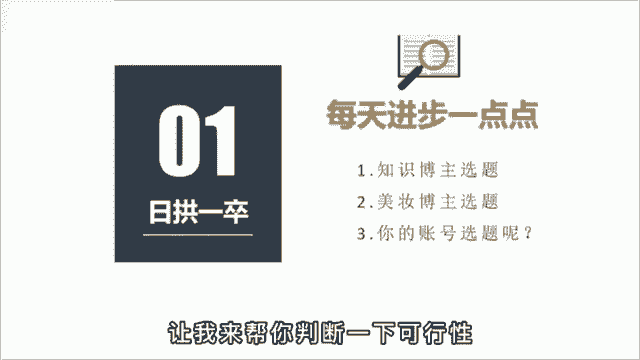 01
日拱一卒
每天进步一点点
1.知识博主选题
2.美妆博主选题
3.你的账号选题呢？
让我来帮你判断一下可行性